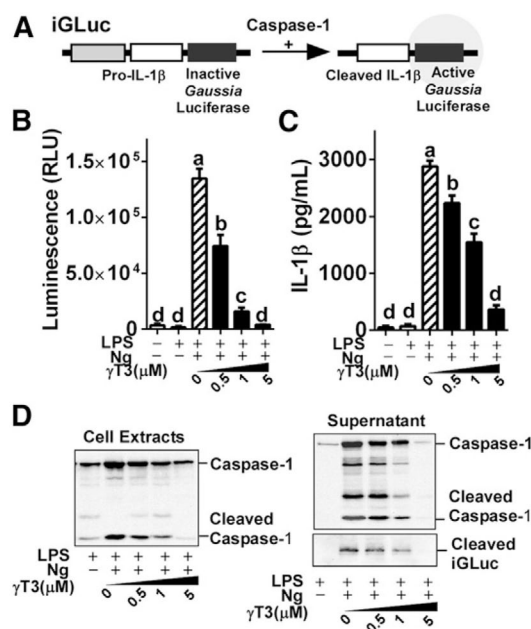 A iGLuc
Caspase-1
+
Pro-IL-1β Inactive Gaussia Luciferase
Cleaved IL-1β Active Gaussia Luciferase
B
Luminescence (RLU)
1.5× 10⁵
1.0× 10⁵
5.0× 10⁴
0
d d a b c d
LPS – + + + + +
Ng – – + + + +
γT3(μM) 0 0.5 1 5
C
IL-1β (pg/mL)
3000
2000
1000
0
d d a b c d
LPS – + + + + +
Ng – – + + + +
γT3(μM) 0 0.5 1 5
D
Cell Extracts
Caspase-1
Cleaved
Caspase-1
LPS + + + + +
Ng – + + + +
γT3(μM) 0 0.5 1 5
Supernatant
Caspase-1
Cleaved
Caspase-1
Cleaved
iGLuc
LPS + + + + +
Ng – + + + +
γT3(μM) 0 0.5 1 5